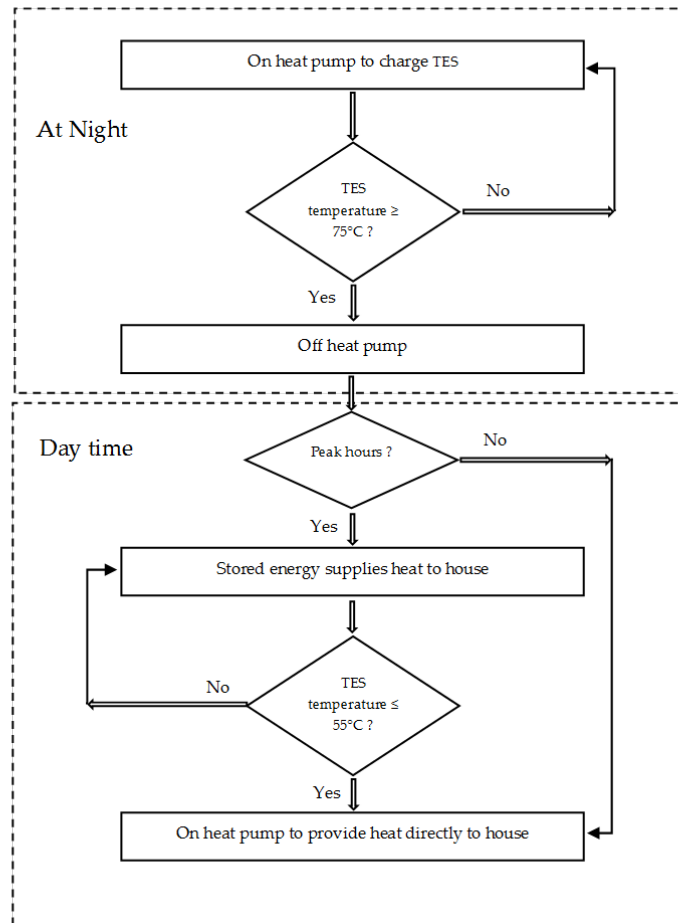 On heat pump to charge TES
At Night
TES
temperature ≥
75°C ?
No
Yes
Off heat pump
Day time
Peak hours ?
No
Yes
Stored energy supplies heat to house
No
TES
temperature ≤
55°C ?
Yes
On heat pump to provide heat directly to house